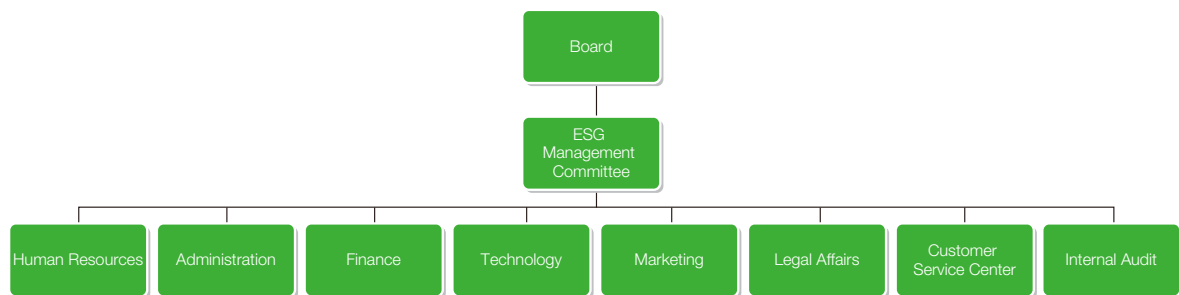 Board
ESG
Management
Committee
Human Resources
Administration
Finance
Technology
Marketing
Legal Affairs
Customer
Service Center
Internal Audit